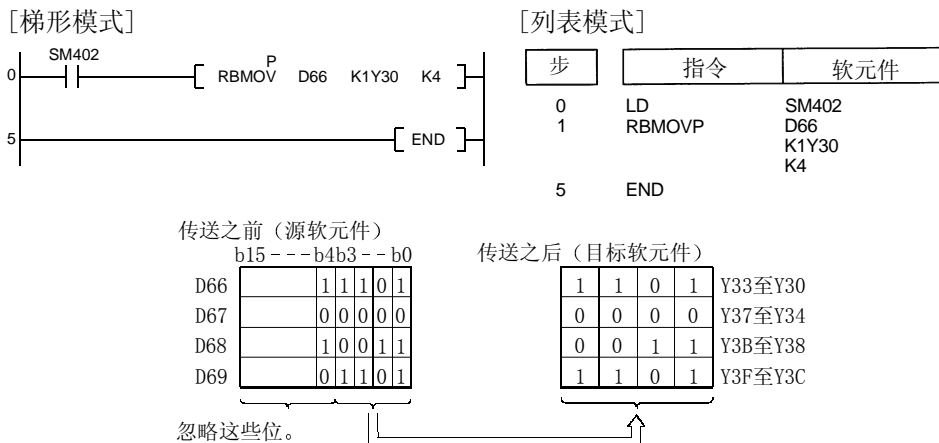 [梯形模式]
SM402
0
P
RBMOV D66 K1Y30 K4
5
END
[列表模式]
步 指令 软元件
0 LD SM402
1 RBMOVP D66
K1Y30
K4
5 END
传送之前（源软元件）
b15---b4b3--b0
D66 1 1 1 0 1
D67 0 0 0 0 0
D68 1 0 0 1 1
D69 0 1 1 0 1
忽略这些位。
传送之后（目标软元件）
1 1 0 1 Y33至Y30
0 0 0 0 Y37至Y34
0 0 1 1 Y3B至Y38
1 1 0 1 Y3F至Y3C